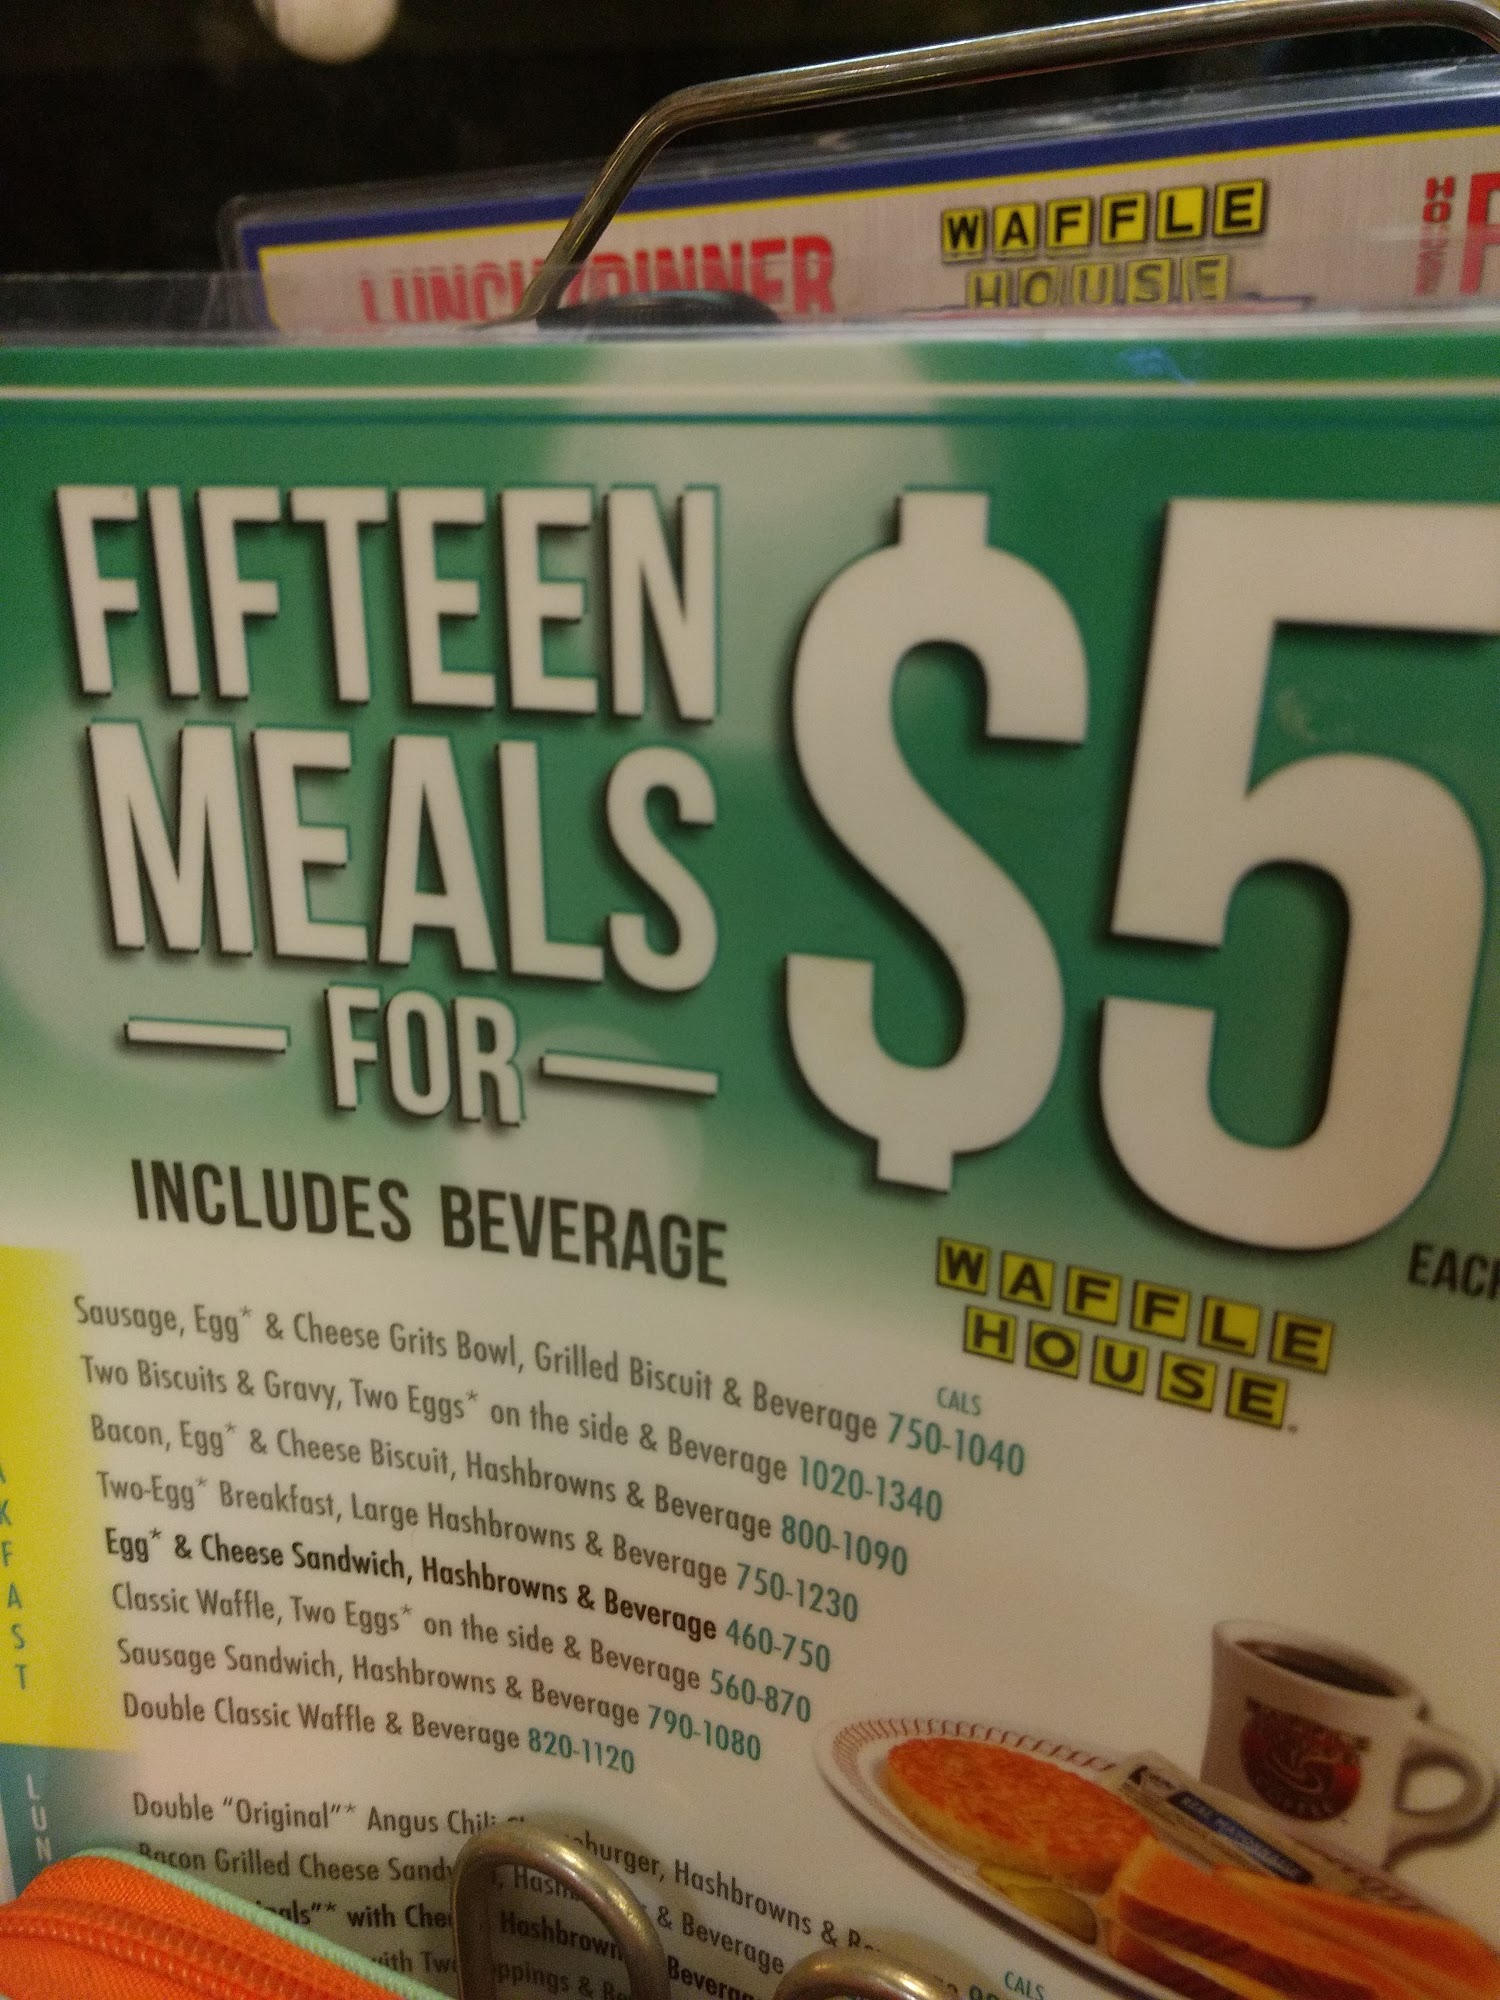 LUNCH/DINNER
WAFFLE
HOUSE
FIFTEEN
MEALS
FOR
$5
EACH
INCLUDES BEVERAGE
WAFFLE
HOUSE
CALS
Sausage, Egg* & Cheese Grits Bowl, Grilled Biscuit & Beverage 750-1040
Two Biscuits & Gravy, Two Eggs* on the side & Beverage 1020-1340
Bacon, Egg* & Cheese Biscuit, Hashbrowns & Beverage 800-1090
Two-Egg* Breakfast, Large Hashbrowns & Beverage 750-1230
Egg* & Cheese Sandwich, Hashbrowns & Beverage 460-750
Classic Waffle, Two Eggs* on the side & Beverage 560-870
Sausage Sandwich, Hashbrowns & Beverage 790-1080
Double Classic Waffle & Beverage 820-1120
Double "Original"* Angus Hashbrowns &
Bacon Grilled Cheese & Beverage
with
CALS